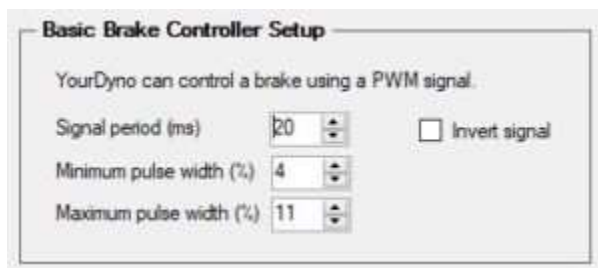 Basic Brake Controller Setup
YourDyno can control a brake using a PWM signal.
Signal period (ms) 20 Invert signal
Minimum pulse width (%) 4
Maximum pulse width (%) 11